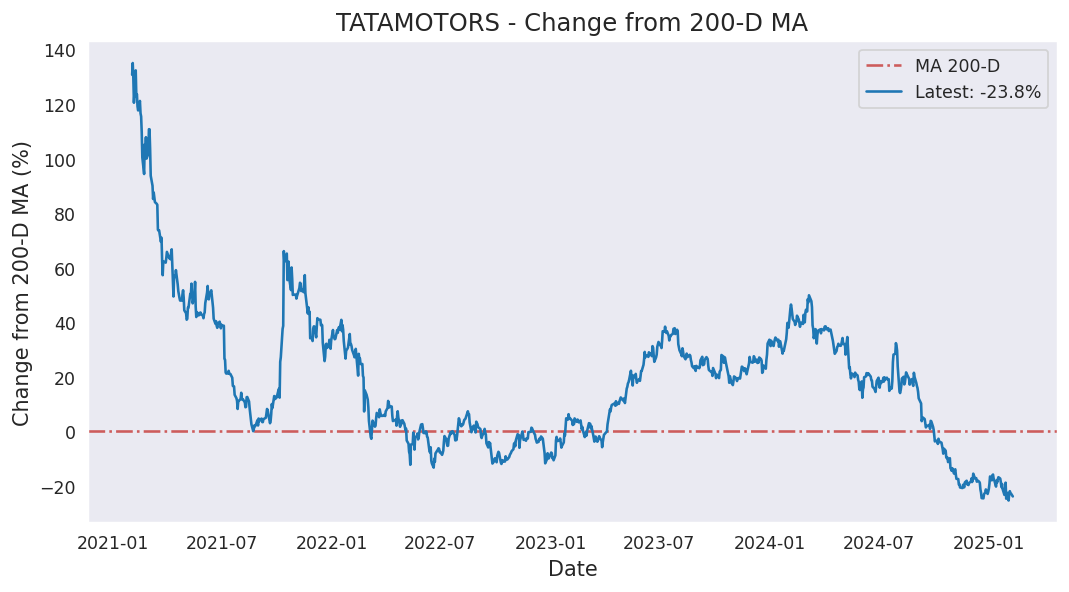 TATAMOTORS - Change from 200-D MA
MA 200-D
Latest: -23.8%
Change from 200-D MA (%)
140
120
100
80
60
40
20
0
−20
2021-01 2021-07 2022-01 2022-07 2023-01 2023-07 2024-01 2024-07 2025-01
Date